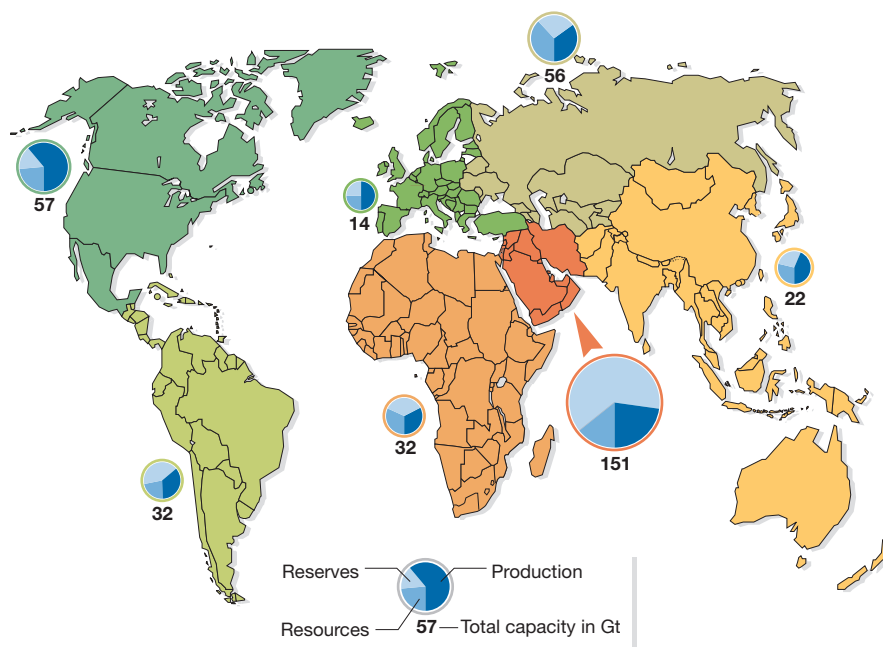 56
57
14
22
32
151
32
Reserves
Production
Resources
57
Total capacity in Gt